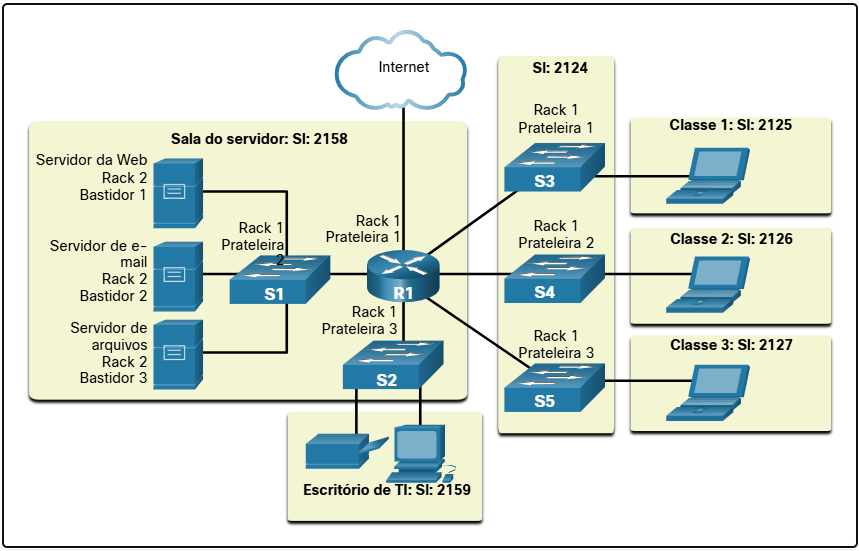 Internet
Sala do servidor: SI: 2158
Servidor da Web
Rack 2
Bastidor 1
Servidor de e-
mail
Rack 2
Bastidor 2
Servidor de
arquivos
Rack 2
Bastidor 3
Rack 1
Prateleira
2
S1
Rack 1
Prateleira 1
R1
Rack 1
Prateleira 3
S2
Escritório de TI: SI: 2159
SI: 2124
Rack 1
Prateleira 1
S3
Rack 1
Prateleira 2
S4
Rack 1
Prateleira 3
S5
Classe 1: SI: 2125
Classe 2: SI: 2126
Classe 3: SI: 2127